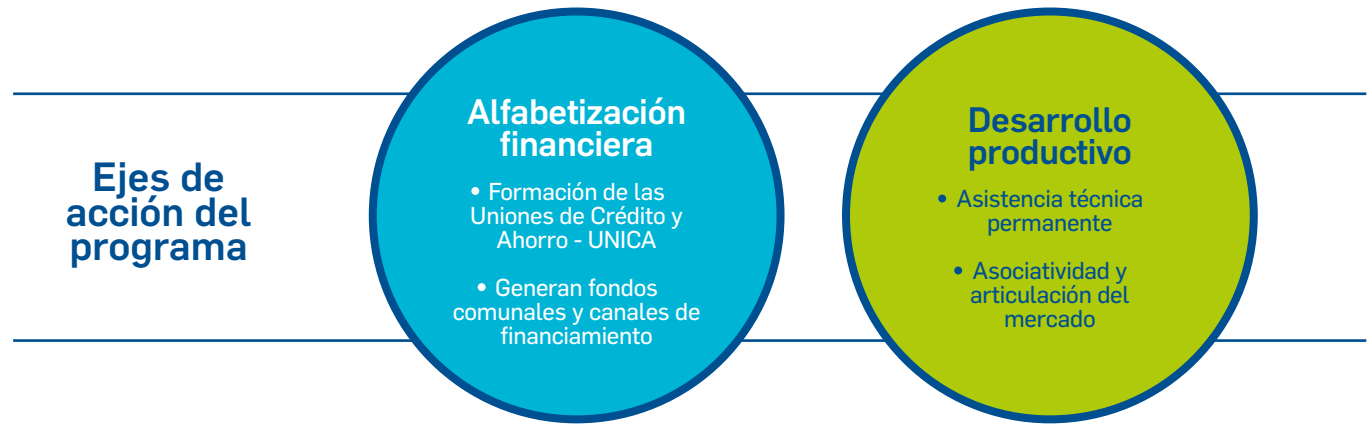 Ejes de
acción del
programa
Alfabetización
financiera
• Formación de las
Uniones de Crédito y
Ahorro - UNICA
• Generan fondos
comunales y canales de
financiamiento
Desarrollo
productivo
• Asistencia técnica
permanente
• Asociatividad y
articulación del
mercado